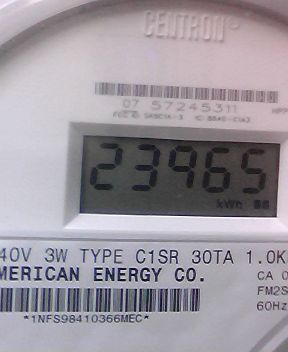 CENTRON®
07 57245311
23965
kWh
40V 3W TYPE C1SR 30TA 1.0K
MERICAN ENERGY CO.
CA 0
FM2S
60Hz
*1NFS98410366MEC*